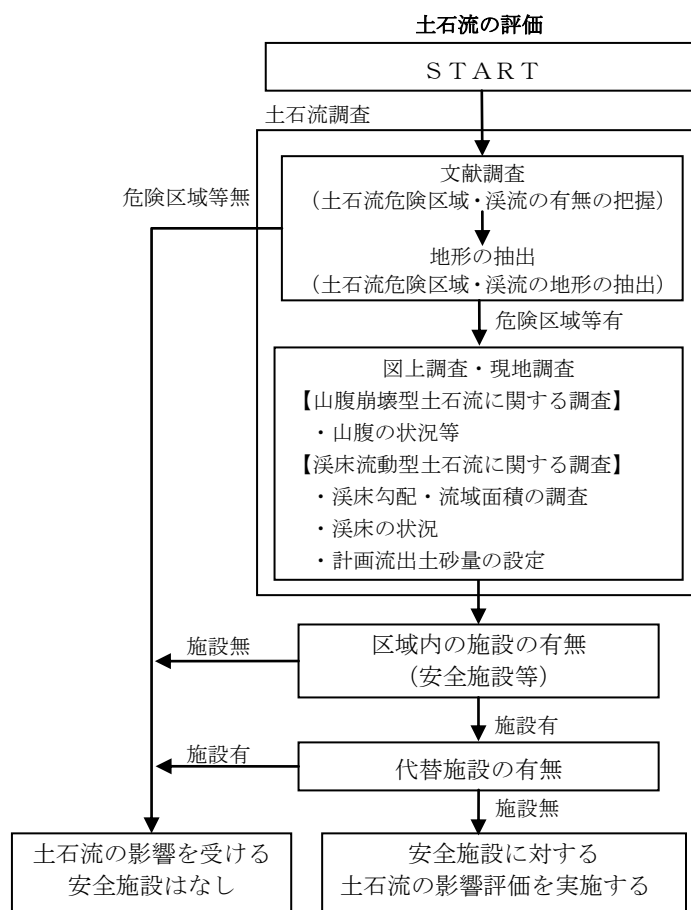 土石流の評価
ＳＴＡＲＴ
土石流調査
文献調査
（土石流危険区域・渓流の有無の把握）
危険区域等無
地形の抽出
（土石流危険区域・渓流の地形の抽出）
危険区域等有
図上調査・現地調査
【山腹崩壊型土石流に関する調査】
・山腹の状況等
【渓床流動型土石流に関する調査】
・渓床勾配・流域面積の調査
・渓床の状況
・計画流出土砂量の設定
施設無
区域内の施設の有無
（安全施設等）
施設有
施設有
代替施設の有無
施設無
土石流の影響を受ける
安全施設はなし
安全施設に対する
土石流の影響評価を実施する